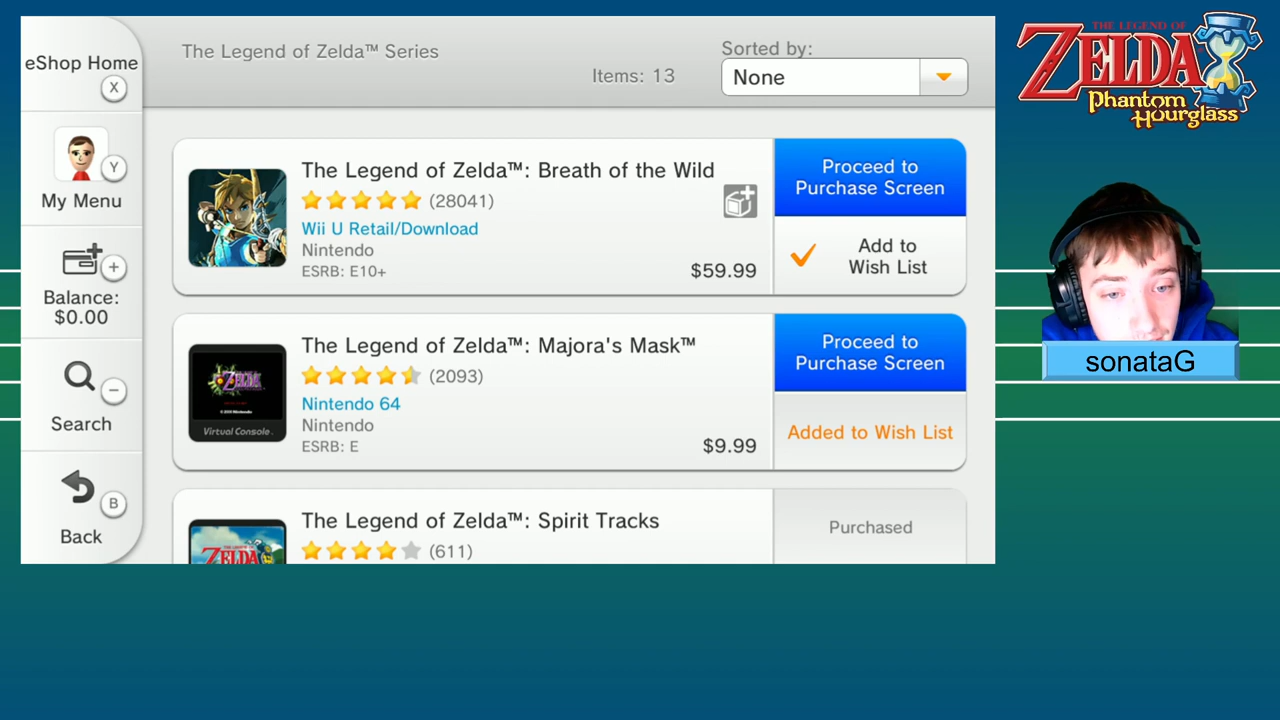 eShop Home
X
Y
My Menu
+
Balance:
$0.00
Search
-
Back
B
The Legend of Zelda™ Series
Items: 13
Sorted by:
None
The Legend of Zelda™: Breath of the Wild
(28041)
Wii U Retail/Download
Nintendo
ESRB: E10+
$59.99
Proceed to
Purchase Screen
Add to
Wish List
ZELDA
Virtual Console.
The Legend of Zelda™: Majora's Mask™
(2093)
Nintendo 64
Nintendo
ESRB: E
$9.99
Proceed to
Purchase Screen
Added to Wish List
ZELDA
The Legend of Zelda™: Spirit Tracks
(611)
Purchased
THE LEGEND OF
ZELDA
Phantom
Hourglass
sonataG